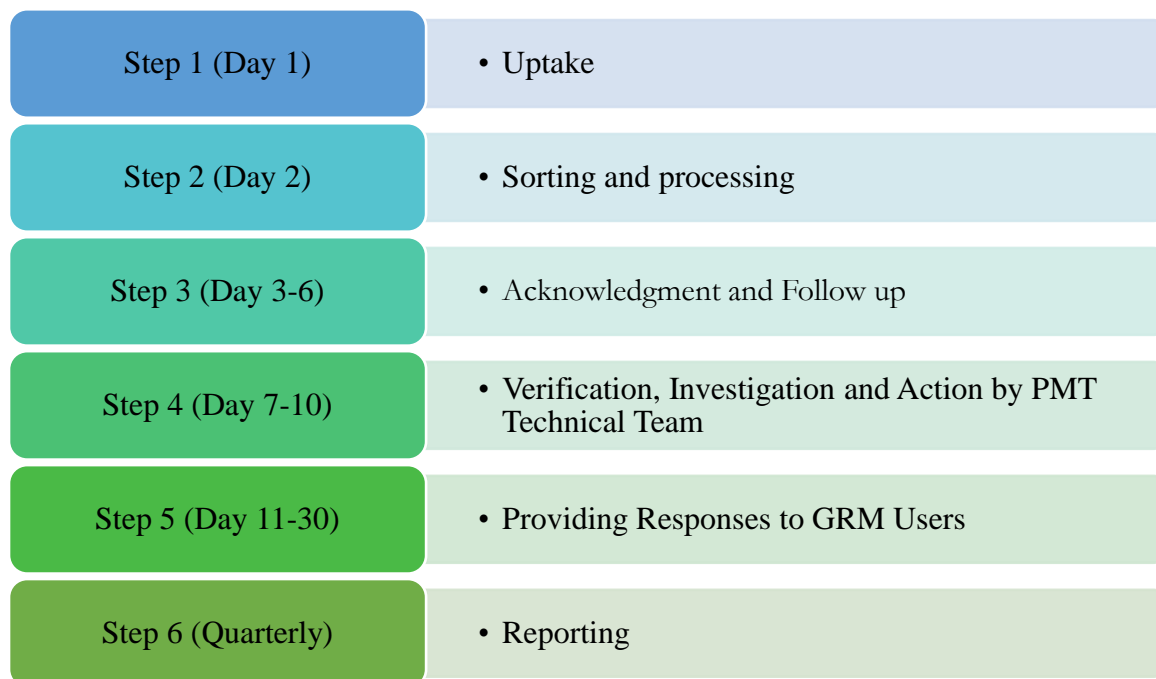 Step 1 (Day 1)
• Uptake
Step 2 (Day 2)
• Sorting and processing
Step 3 (Day 3-6)
• Acknowledgment and Follow up
Step 4 (Day 7-10)
• Verification, Investigation and Action by PMT
Technical Team
Step 5 (Day 11-30)
• Providing Responses to GRM Users
Step 6 (Quarterly)
• Reporting